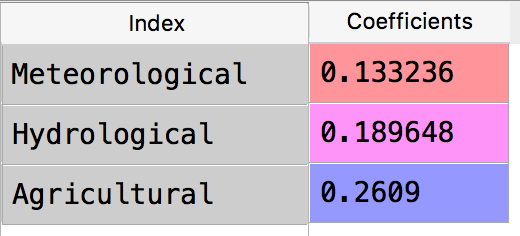 Index Coefficients
Meteorological 0.133236
Hydrological 0.189648
Agricultural 0.2609